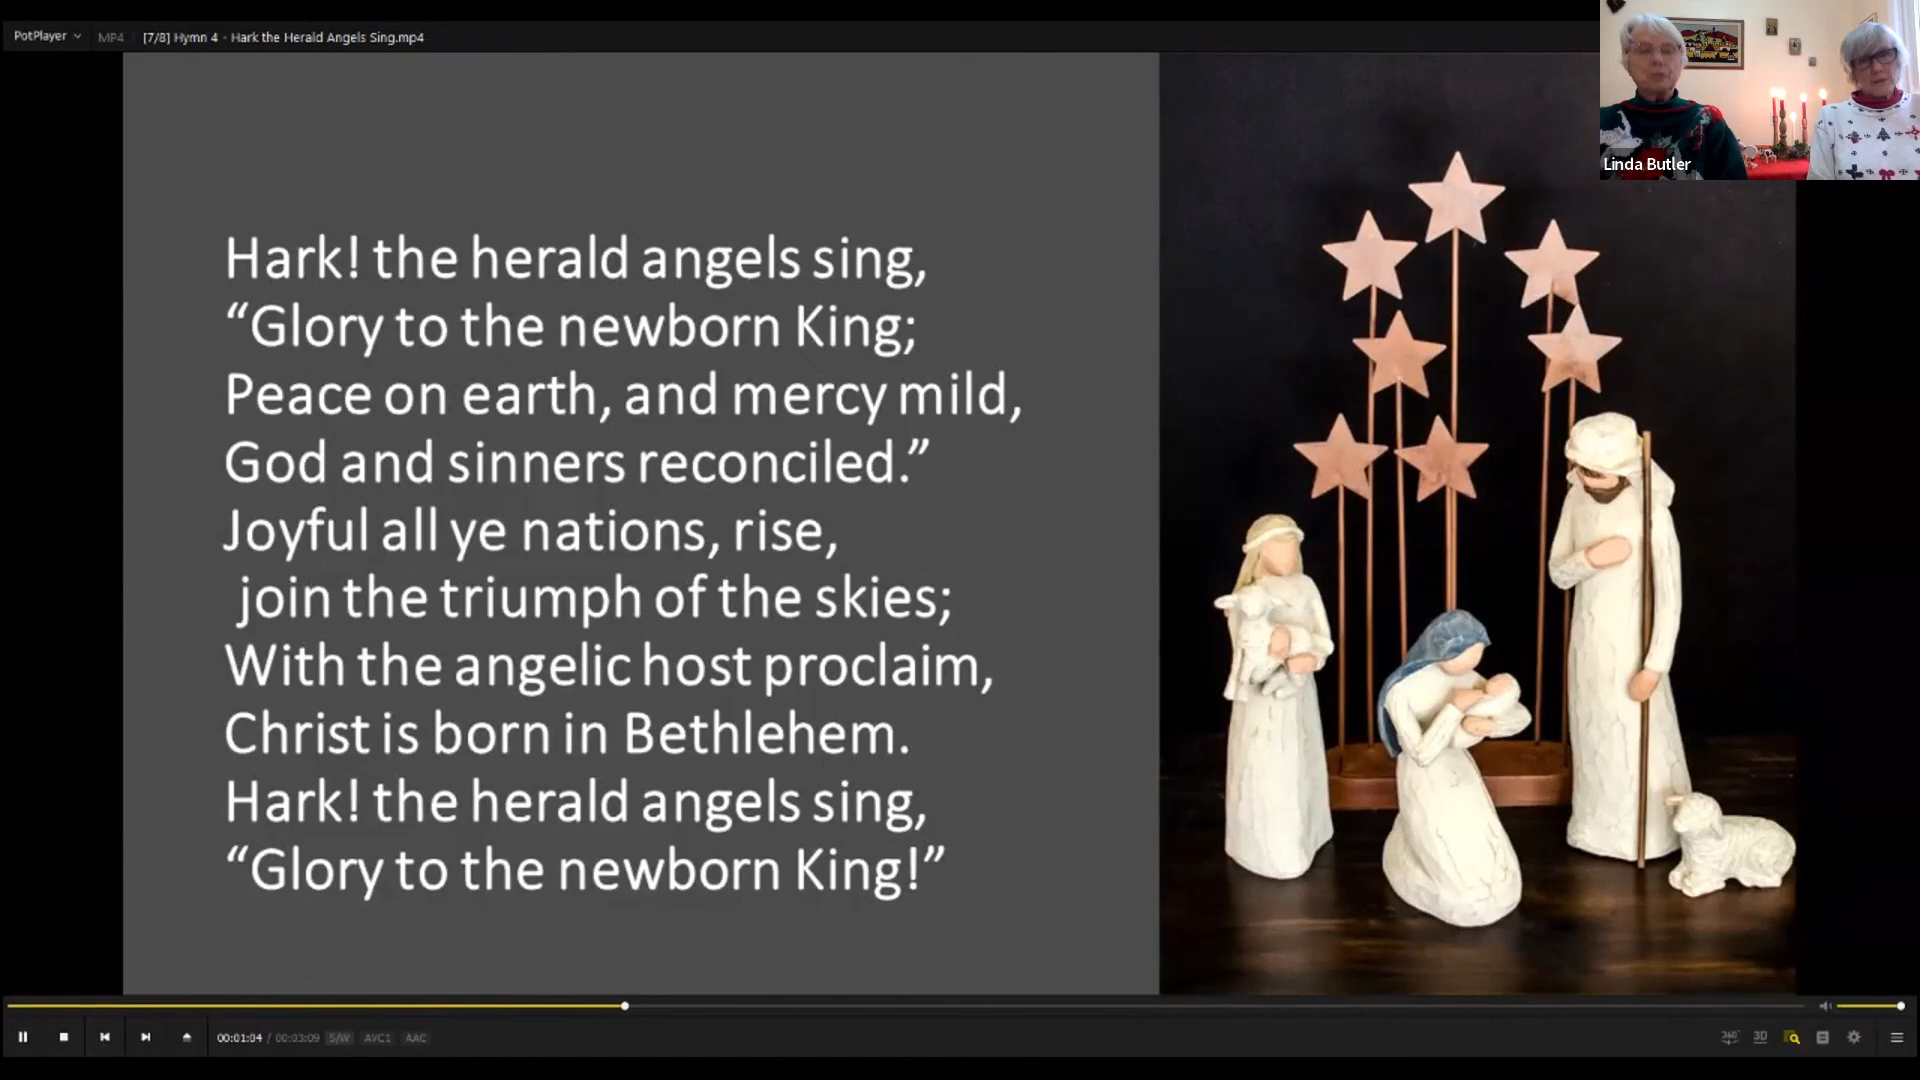 PotPlayer
MP4
[7/8] Hymn 4 - Hark the Herald Angels Sing.mp4
Linda Butler
Hark! the herald angels sing,
“Glory to the newborn King;
Peace on earth, and mercy mild,
God and sinners reconciled.”
Joyful all ye nations, rise,
join the triumph of the skies;
With the angelic host proclaim,
Christ is born in Bethlehem.
Hark! the herald angels sing,
“Glory to the newborn King!”
00:01:04 / 00:03:09 S/W AVC1 AAC
360°
3D